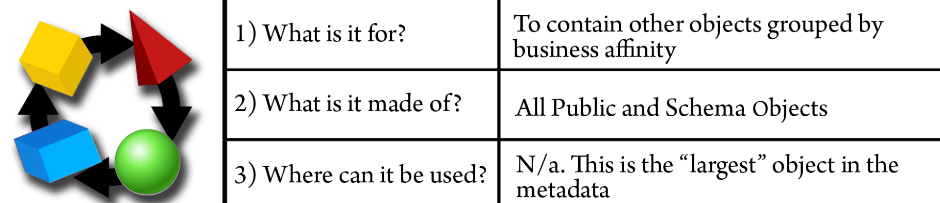 1) What is it for?
To contain other objects grouped by
business affinity
2) What is it made of?
All Public and Schema Objects
3) Where can it be used?
N/a. This is the “largest” object in the
metadata